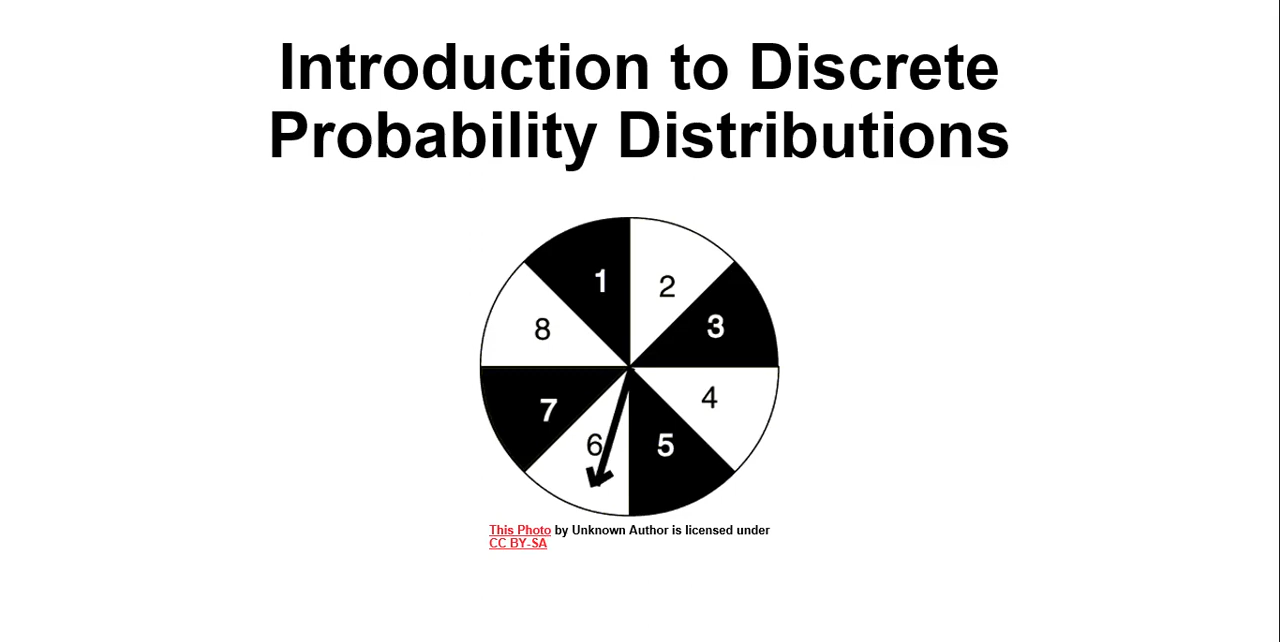 Introduction to Discrete
Probability Distributions
1
2
8
3
4
7
6
5
This Photo by Unknown Author is licensed under
CC BY-SA